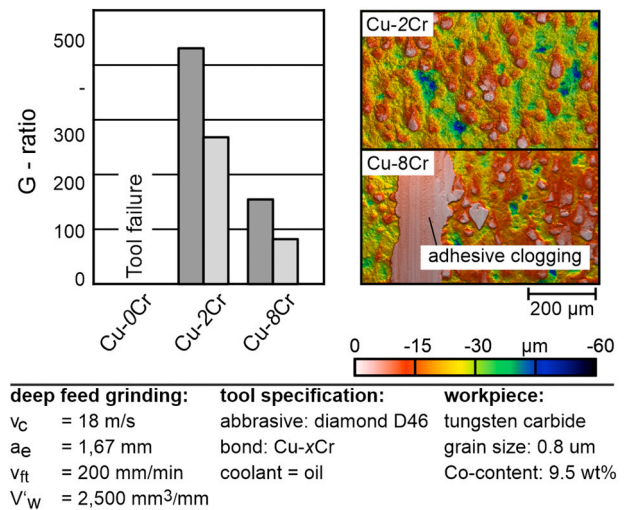 500
-
300
200
100
0
G - ratio
Tool failure
Cu-0Cr
Cu-2Cr
Cu-8Cr
Cu-2Cr
Cu-8Cr
adhesive clogging
200 µm
0 -15 -30 µm -60
deep feed grinding:
vc = 18 m/s
ae = 1,67 mm
vft = 200 mm/min
V'w = 2,500 mm³/mm
tool specification:
abbrasive: diamond D46
bond: Cu-xCr
coolant = oil
workpiece:
tungsten carbide
grain size: 0.8 um
Co-content: 9.5 wt%